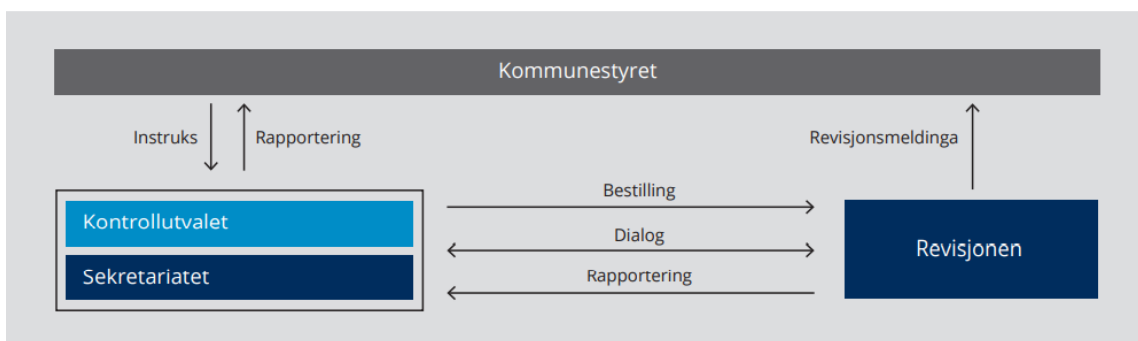 Kommunestyret
Instruks
Rapportering
Revisjonsmeldinga
Bestilling
Kontrollutvalet
Dialog
Revisjonen
Sekretariatet
Rapportering